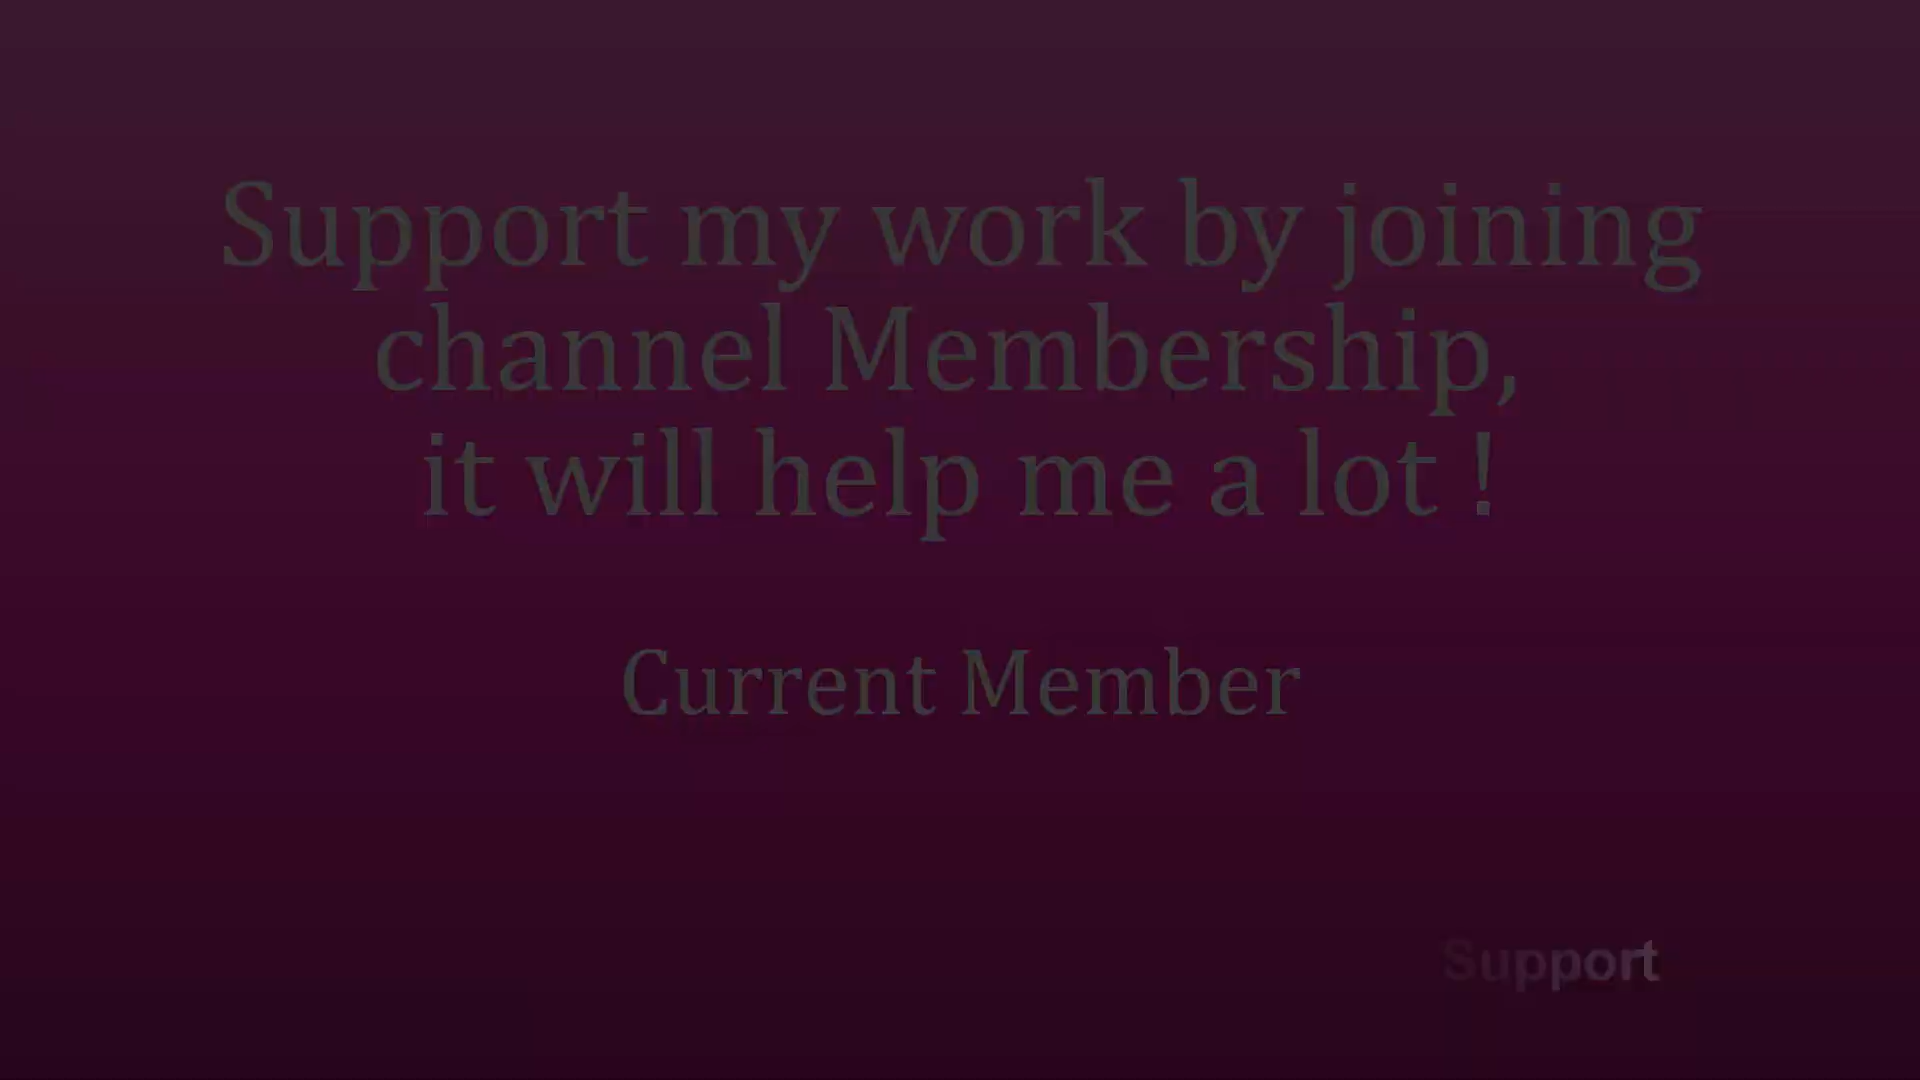 Support my work by joining
channel Membership,
it will help me a lot !
Current Member
Support